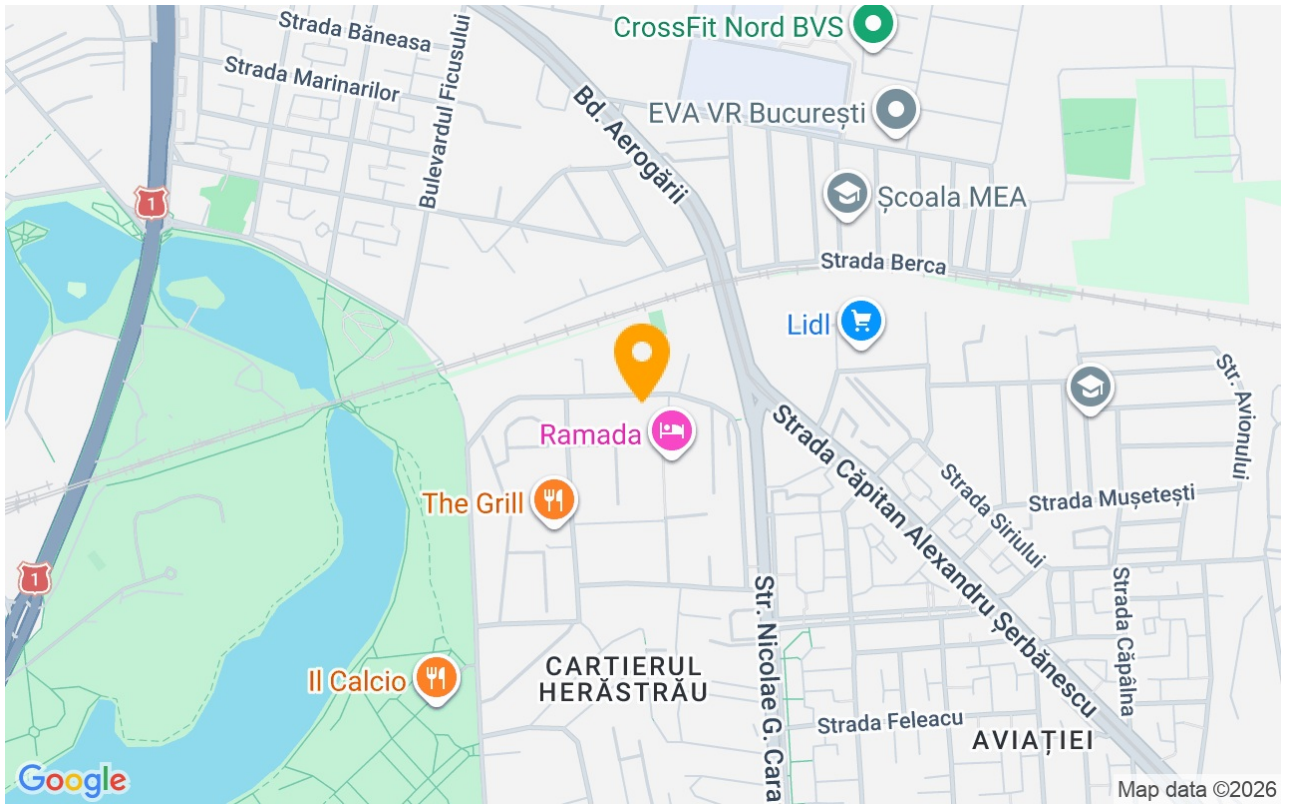 CrossFit Nord BVS
Strada Băneasa
Strada Marinarilor
Bulevardul Ficusului
Bd. Aerogării
EVA VR București
Școala MEA
1
Strada Berca
Lidl
Str. Avionului
Ramada
Strada Căpitan Alexandru Șerbănescu
The Grill
Strada Siriului
Strada Mușetești
1
Str. Nicolae G. Cara
Strada Căpâlna
CARTIERUL
HERĂSTRĂU
Il Calcio
Strada Feleacu
AVIAȚIEI
Google
Map data ©2026